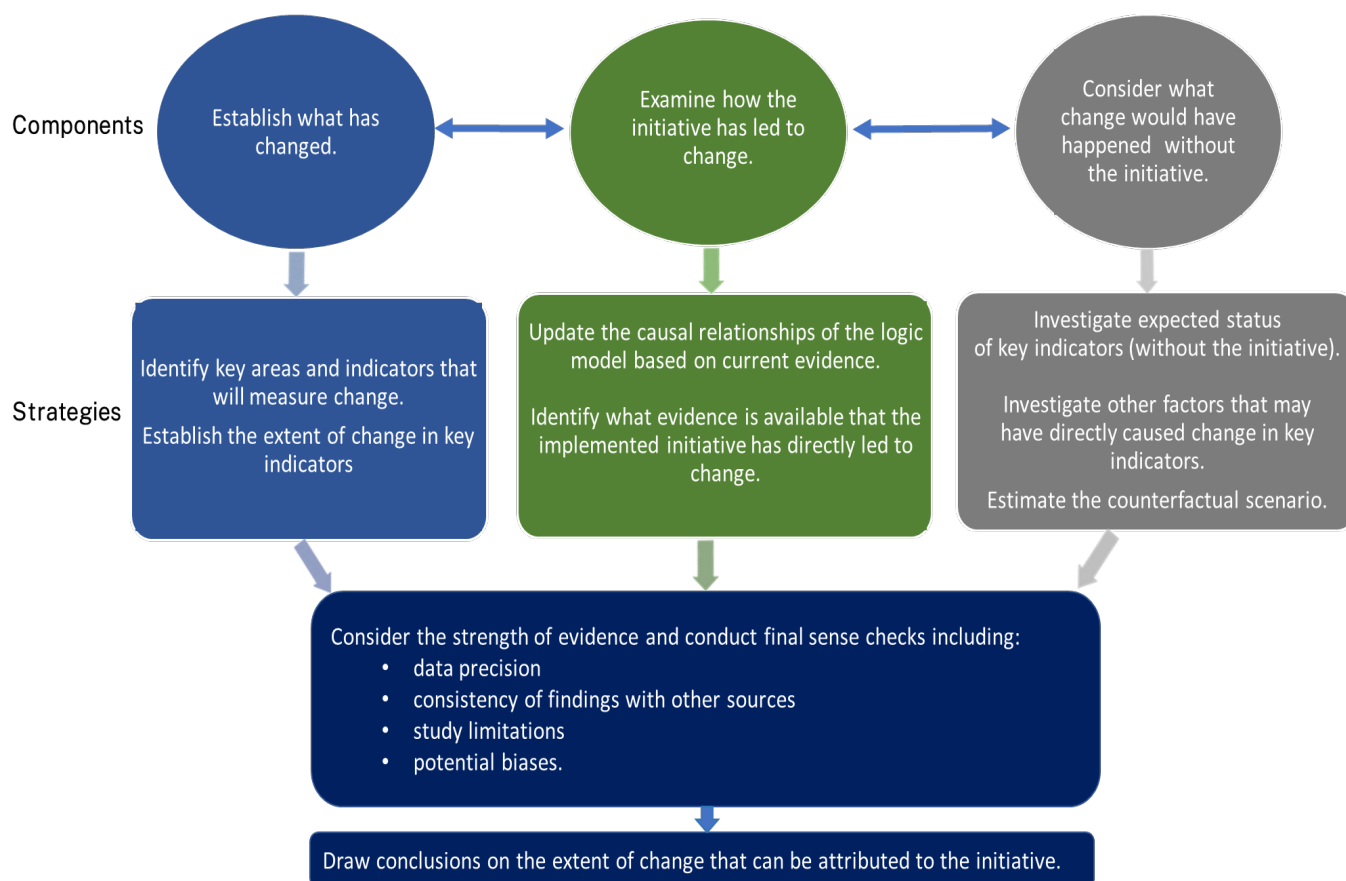 Components
Establish what has
changed.
Examine how the
initiative has led to
change.
Consider what
change would have
happened without
the initiative.
Strategies
Identify key areas and indicators that
will measure change.
Establish the extent of change in key
indicators
Update the causal relationships of the logic
model based on current evidence.
Identify what evidence is available that the
implemented initiative has directly led to
change.
Investigate expected status
of key indicators (without the initiative).
Investigate other factors that may
have directly caused change in key
indicators.
Estimate the counterfactual scenario.
Consider the strength of evidence and conduct final sense checks including:
• data precision
• consistency of findings with other sources
• study limitations
• potential biases.
Draw conclusions on the extent of change that can be attributed to the initiative.